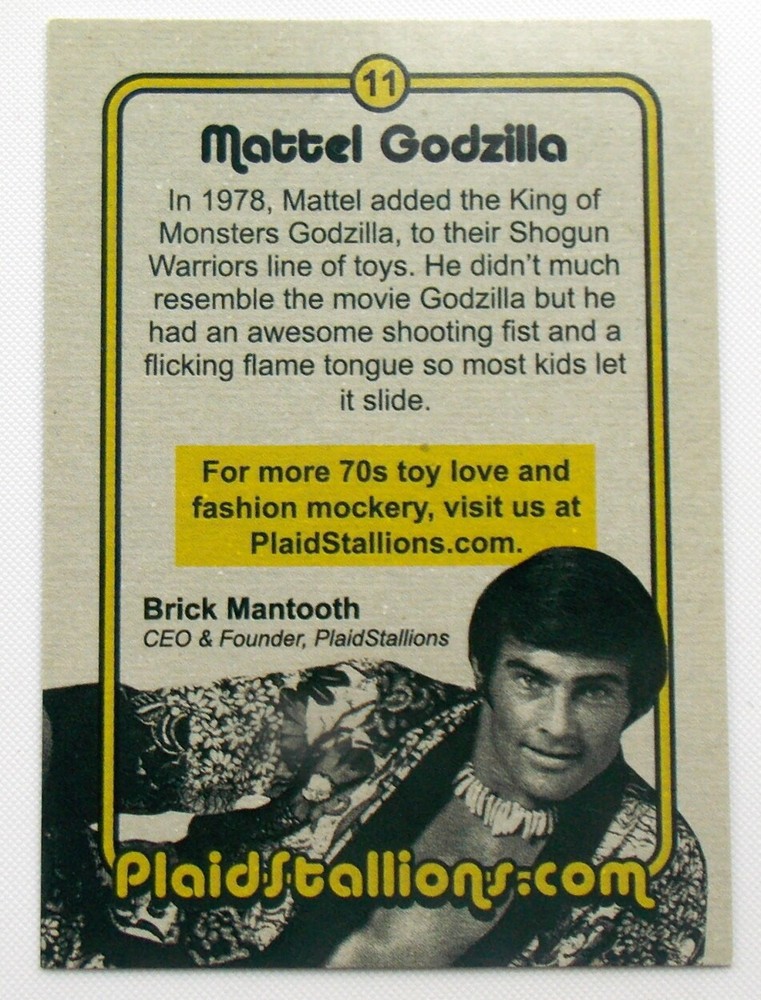 11
Mattel Godzilla
In 1978, Mattel added the King of
Monsters Godzilla, to their Shogun
Warriors line of toys. He didn't much
resemble the movie Godzilla but he
had an awesome shooting fist and a
flicking flame tongue so most kids let
it slide.
For more 70s toy love and
fashion mockery, visit us at
PlaidStallions.com.
Brick Mantooth
CEO & Founder, PlaidStallions
PlaidStallions.com